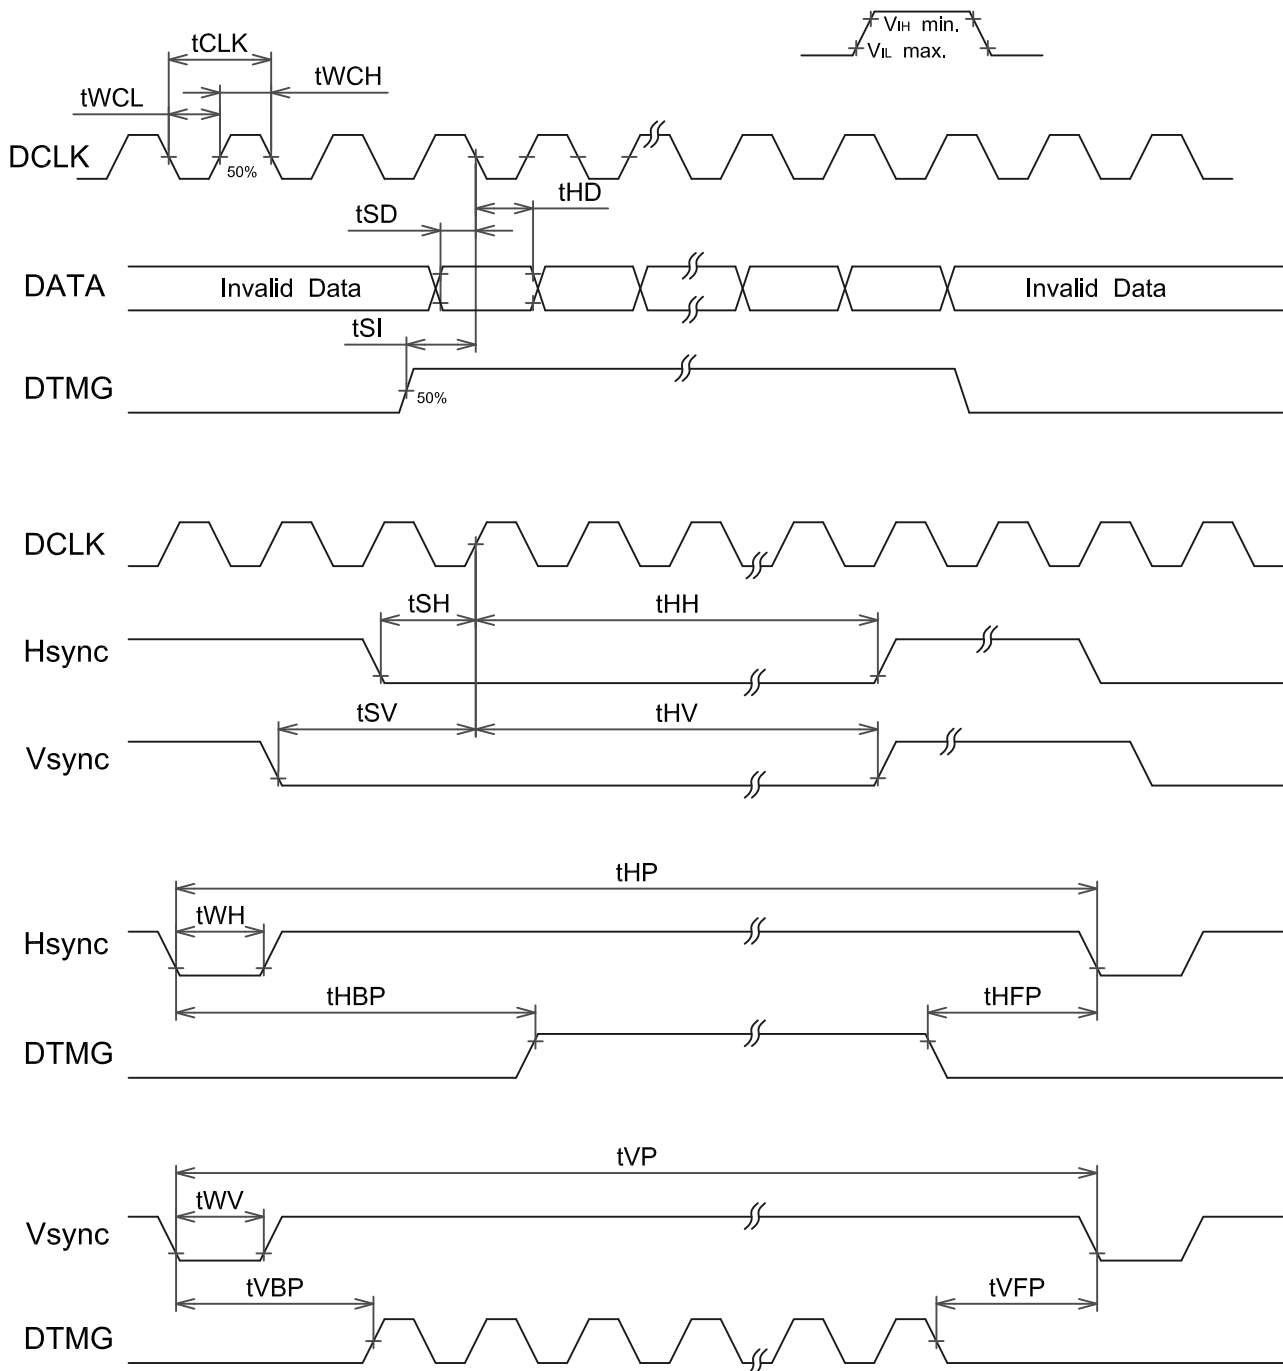 tCLK
VIH min.
VIL max.
tWCH
tWCL
DCLK
50%
tHD
tSD
DATA
Invalid Data
Invalid Data
tSI
DTMG
50%
DCLK
tSH
tHH
Hsync
tSV
tHV
Vsync
tHP
tWH
Hsync
tHBP
tHFP
DTMG
tVP
tWV
Vsync
tVBP
tVFP
DTMG